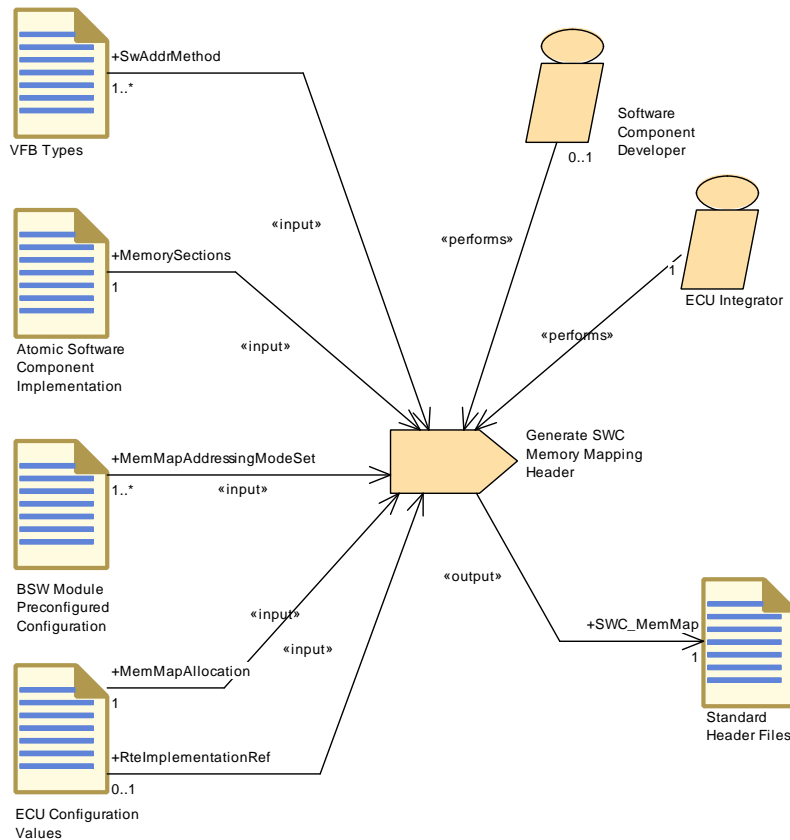 +SwAddrMethod
1..*
VFB Types
Software
Component
Developer
0..1
«input»
«performs»
+MemorySections
1
1
ECU Integrator
«input»
«performs»
Atomic Software
Component
Implementation
Generate SWC
Memory Mapping
Header
+MemMapAddressingModeSet
1..*
«input»
BSW Module
Preconfigured
Configuration
«output»
«input»
+SWC_MemMap
1
«input»
+MemMapAllocation
1
Standard
Header Files
+RteImplementationRef
0..1
ECU Configuration
Values